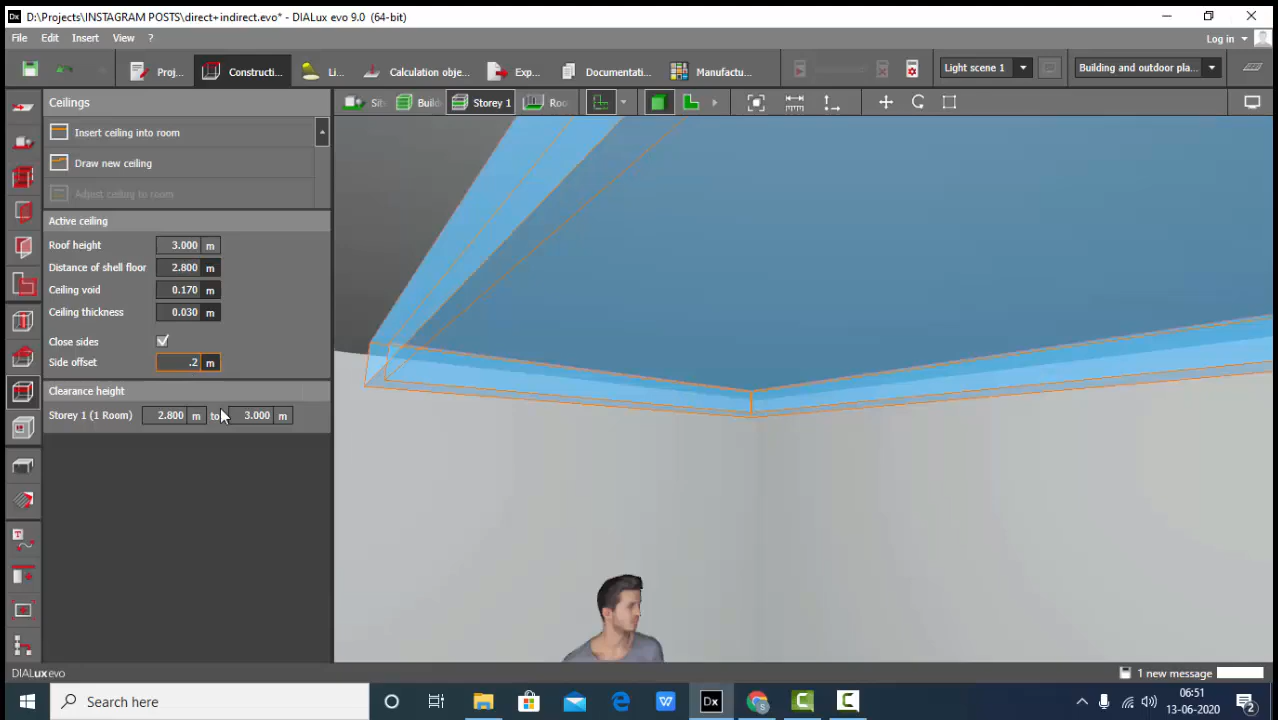 D:\Projects\INSTAGRAM POSTS\direct+indirect.evo* - DIALux evo 9.0 (64-bit)
File Edit Insert View ?
Log in
Proj... Constructi... Li... Calculation obje... Exp... Documentati... Manufactu... Light scene 1 Building and outdoor pla...
Ceilings
Sit Build Storey 1 Roo
Insert ceiling into room
Draw new ceiling
Adjust ceiling to room
Active ceiling
Roof height 3.000 m
Distance of shell floor 2.800 m
Ceiling void 0.170 m
Ceiling thickness 0.030 m
Close sides
Side offset .2 m
Clearance height
Storey 1 (1 Room) 2.800 m to 3.000 m
DIALux evo
1 new message
Search here
06:51
13-06-2020
2